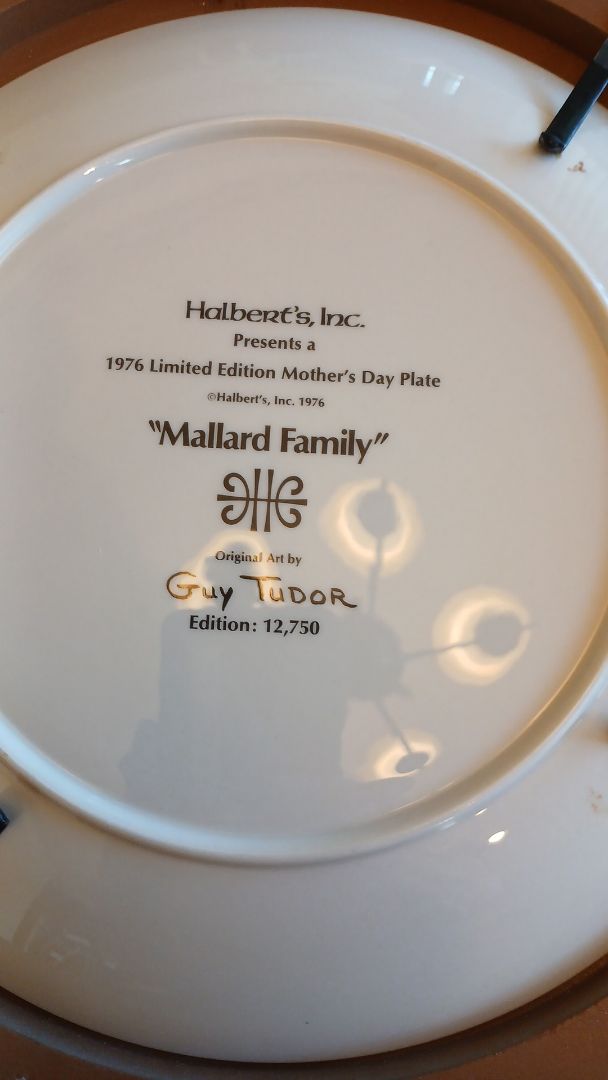 Halbert's, Inc.
Presents a
1976 Limited Edition Mother's Day Plate
©Halbert's, Inc. 1976
"Mallard Family"
Original Art by
Guy Tudor
Edition: 12,750